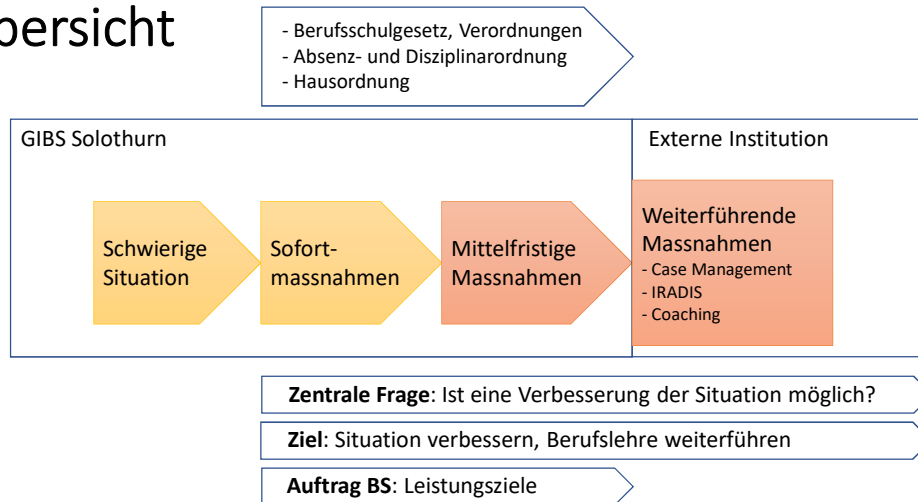 bersicht
- Berufsschulgesetz, Verordnungen
- Absenz- und Disziplinarordnung
- Hausordnung
GIBS Solothurn
Externe Institution
Schwierige
Situation
Sofort-
massnahmen
Mittelfristige
Massnahmen
Weiterführende
Massnahmen
- Case Management
- IRADIS
- Coaching
Zentrale Frage: Ist eine Verbesserung der Situation möglich?
Ziel: Situation verbessern, Berufslehre weiterführen
Auftrag BS: Leistungsziele